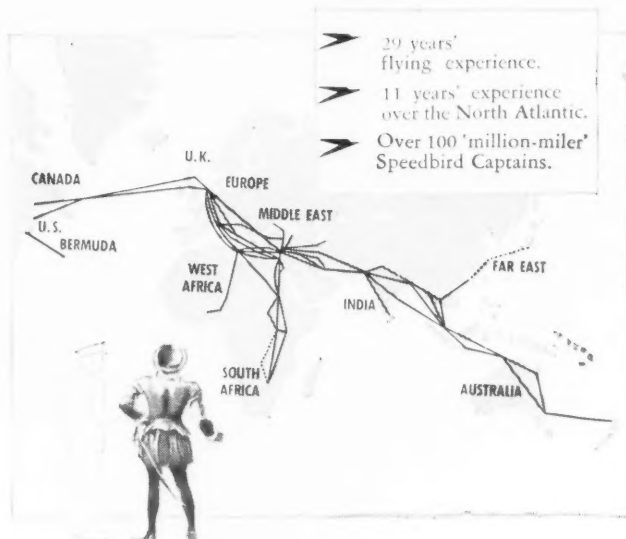 29 years'
flying experience.
11 years' experience
over the North Atlantic.
Over 100 'million-miler'
Speedbird Captains.
U.K.
CANADA
EUROPE
U.S.
BERMUDA
MIDDLE EAST
WEST
AFRICA
INDIA
FAR EAST
SOUTH
AFRICA
AUSTRALIA